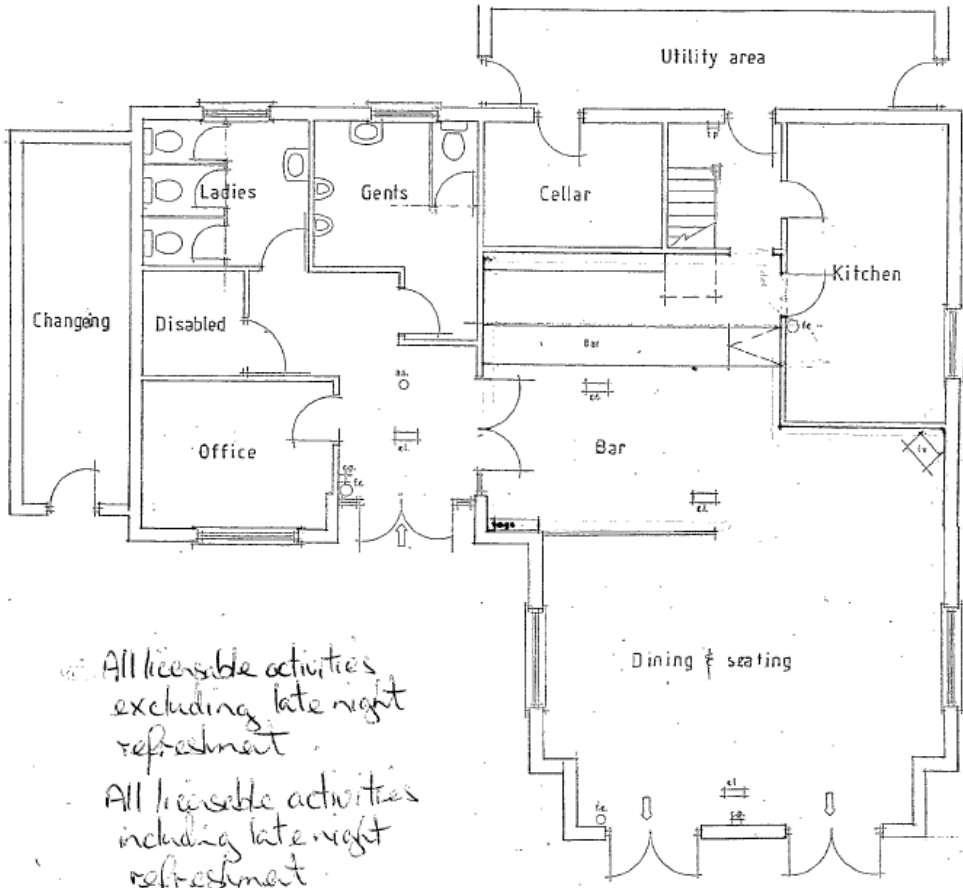 Utility area
Ladies
Gents
Cellar
Kitchen
Changing
Disabled
Bar
Office
Bar
Dining & seating
All licensable activities
excluding late night
refreshment
All licensable activities
including late night
refreshment